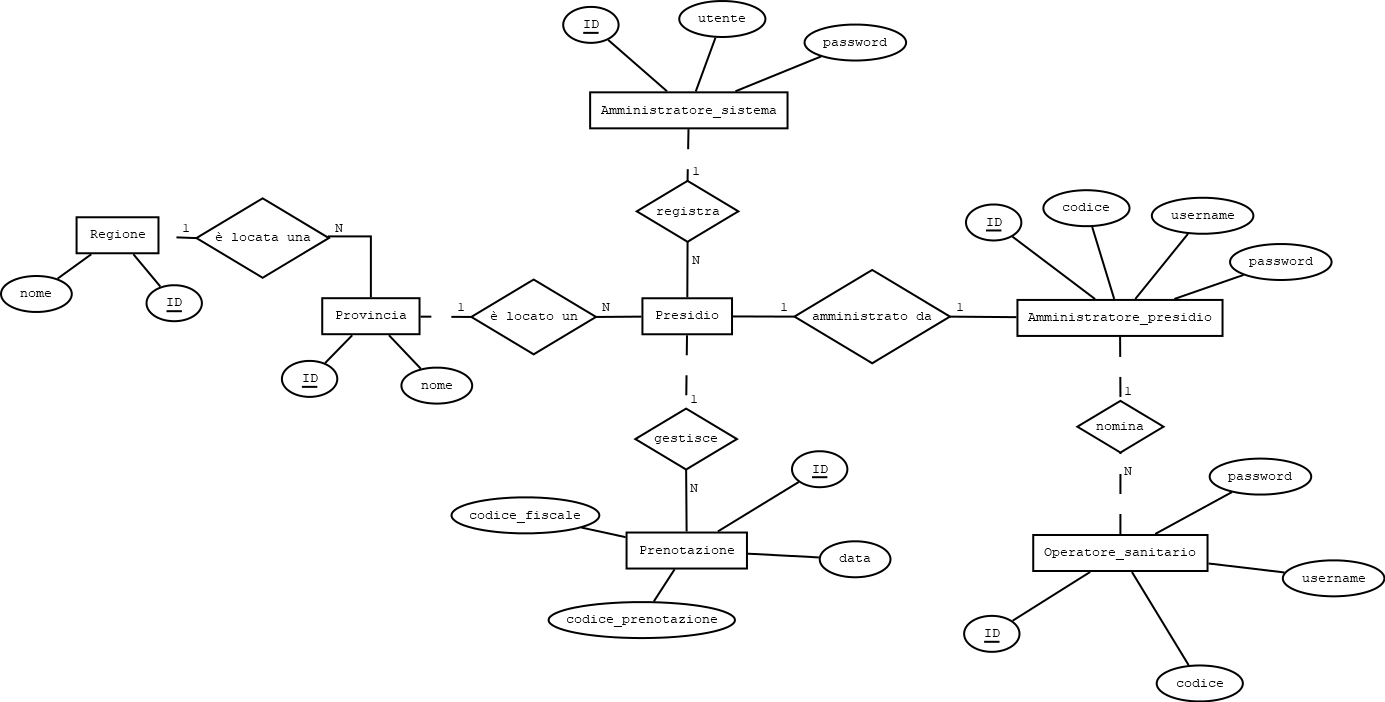 ID
utente
password
Amministratore_sistema
1
registra
N
Regione
1
è locata una
N
nome
ID
Provincia
1
è locato un
N
Presidio
1
amministrato da
1
Amministratore_presidio
ID
codice
username
password
ID
nome
1
gestisce
N
1
nomina
N
ID
codice_fiscale
Prenotazione
data
codice_prenotazione
password
Operatore_sanitario
username
ID
codice